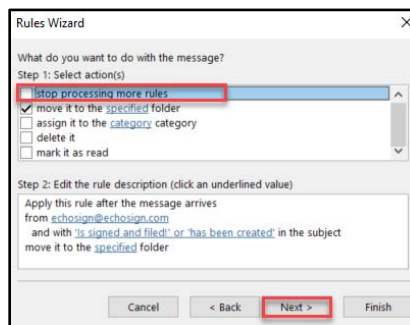 Rules Wizard
What do you want to do with the message?
Step 1: Select action(s)
stop processing more rules
move it to the specified folder
assign it to the category category
delete it
mark it as read
Step 2: Edit the rule description (click an underlined value)
Apply this rule after the message arrives
from echosign@echosign.com
and with 'Is signed and filed!' or 'has been created' in the subject
move it to the specified folder
Cancel
< Back
Next >
Finish